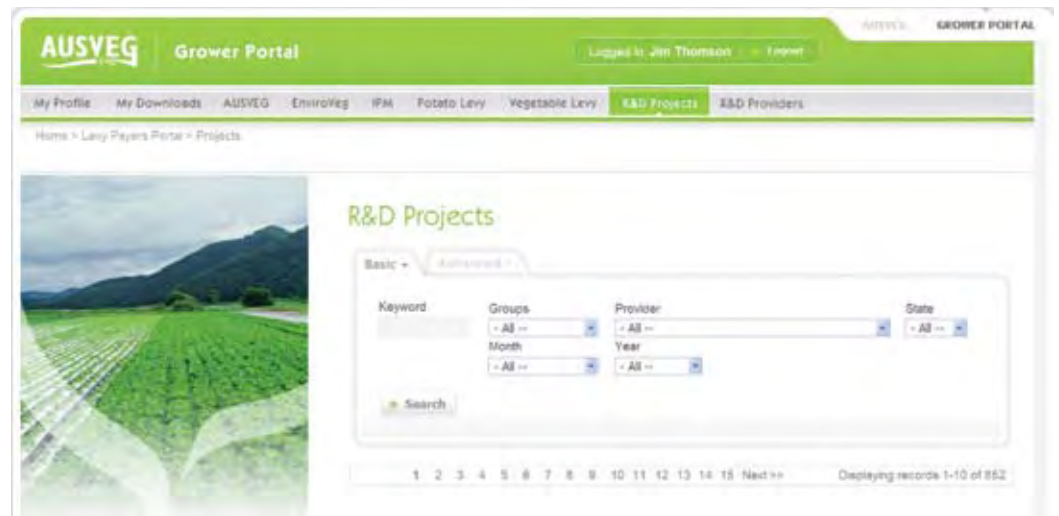 AUSVEG GROWER PORTAL
AUSVEG Grower Portal Logged in Jim Thomson Logout
My Profile My Downloads AUSVEG EnviroVeg IPM Potato Levy Vegetable Levy R&D Projects R&D Providers
Home > Levy Payers Portal > Projects
R&D Projects
Basic Advanced
Keyword Groups Provider State
- All -- - All -- - All --
Month Year
- All -- - All --
Search
1 2 3 4 5 6 7 8 9 10 11 12 13 14 15 Next >> Displaying records 1-10 of 852